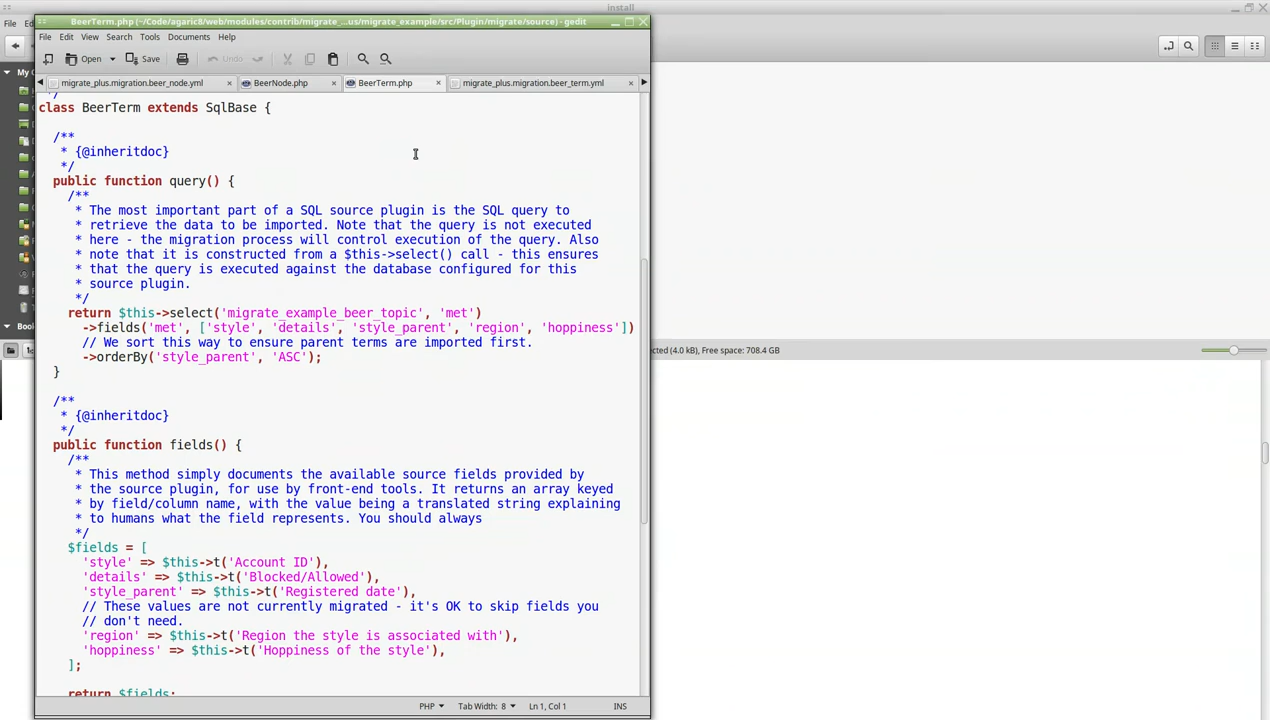 install
BeerTerm.php (~/Code/agaric8/web/modules/contrib/migrate_...us/migrate_example/src/Plugin/migrate/source) - gedit
File Edit View Search Tools Documents Help
Open Save Undo
migrate_plus.migration.beer_node.yml BeerNode.php BeerTerm.php migrate_plus.migration.beer_term.yml
class BeerTerm extends SqlBase {
/**
* {@inheritdoc}
*/
public function query() {
/**
* The most important part of a SQL source plugin is the SQL query to
* retrieve the data to be imported. Note that the query is not executed
* here - the migration process will control execution of the query. Also
* note that it is constructed from a $this->select() call - this ensures
* that the query is executed against the database configured for this
* source plugin.
*/
return $this->select('migrate_example_beer_topic', 'met')
->fields('met', ['style', 'details', 'style_parent', 'region', 'hoppiness'])
// We sort this way to ensure parent terms are imported first.
->orderBy('style_parent', 'ASC');
}
/**
* {@inheritdoc}
*/
public function fields() {
/**
* This method simply documents the available source fields provided by
* the source plugin, for use by front-end tools. It returns an array keyed
* by field/column name, with the value being a translated string explaining
* to humans what the field represents. You should always
*/
$fields = [
'style' => $this->t('Account ID'),
'details' => $this->t('Blocked/Allowed'),
'style_parent' => $this->t('Registered date'),
// These values are not currently migrated - it's OK to skip fields you
// don't need.
'region' => $this->t('Region the style is associated with'),
'hoppiness' => $this->t('Hoppiness of the style'),
];
return $fields;
PHP Tab Width: 8 Ln 1, Col 1 INS
File
My
Book
(4.0 kB), Free space: 708.4 GB